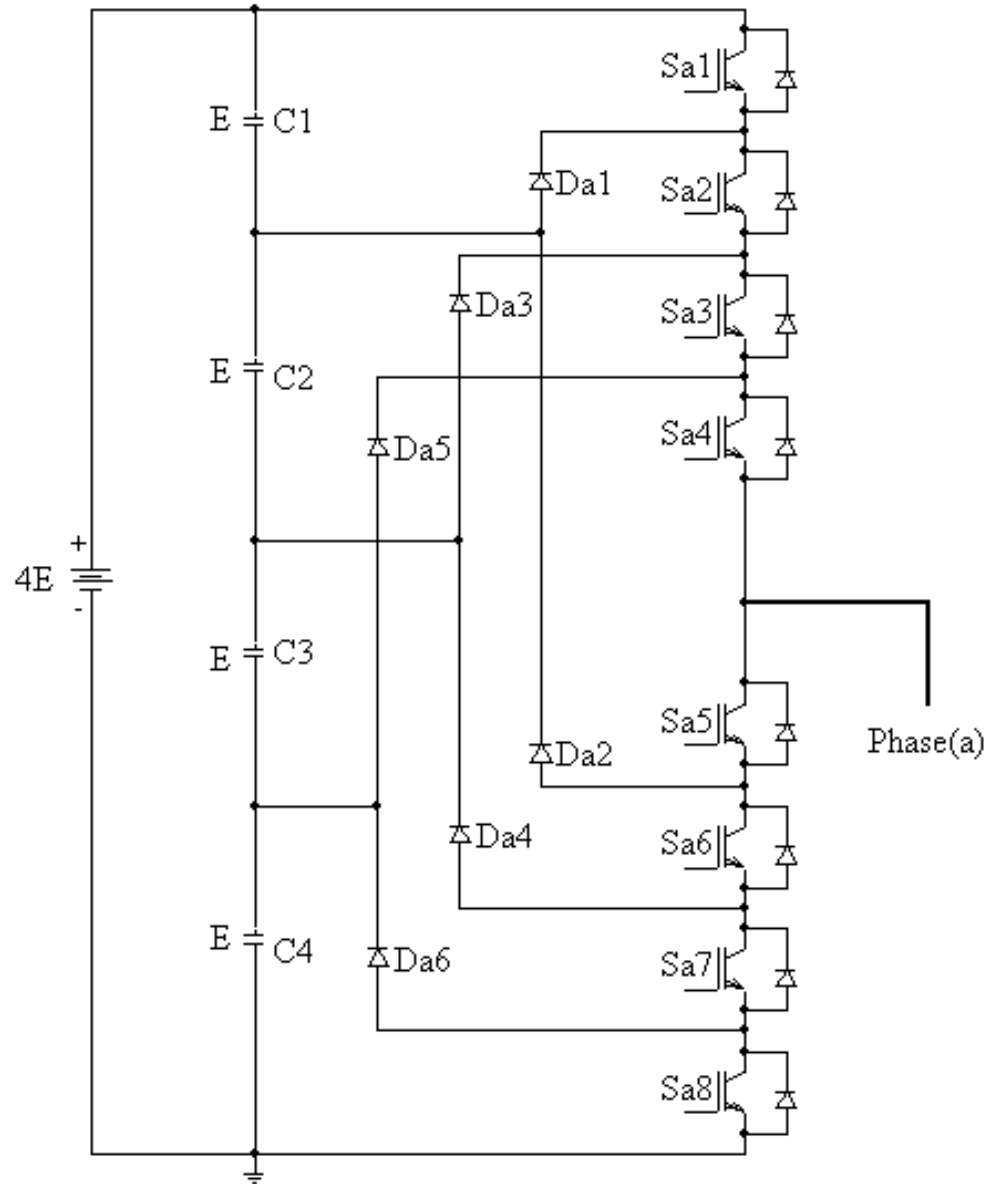 Sa1
E C1
Da1
Sa2
Da3
Sa3
E C2
Sa4
Da5
+
4E
-
E C3
Sa5
Phase(a)
Da2
Da4
Sa6
E C4
Da6
Sa7
Sa8